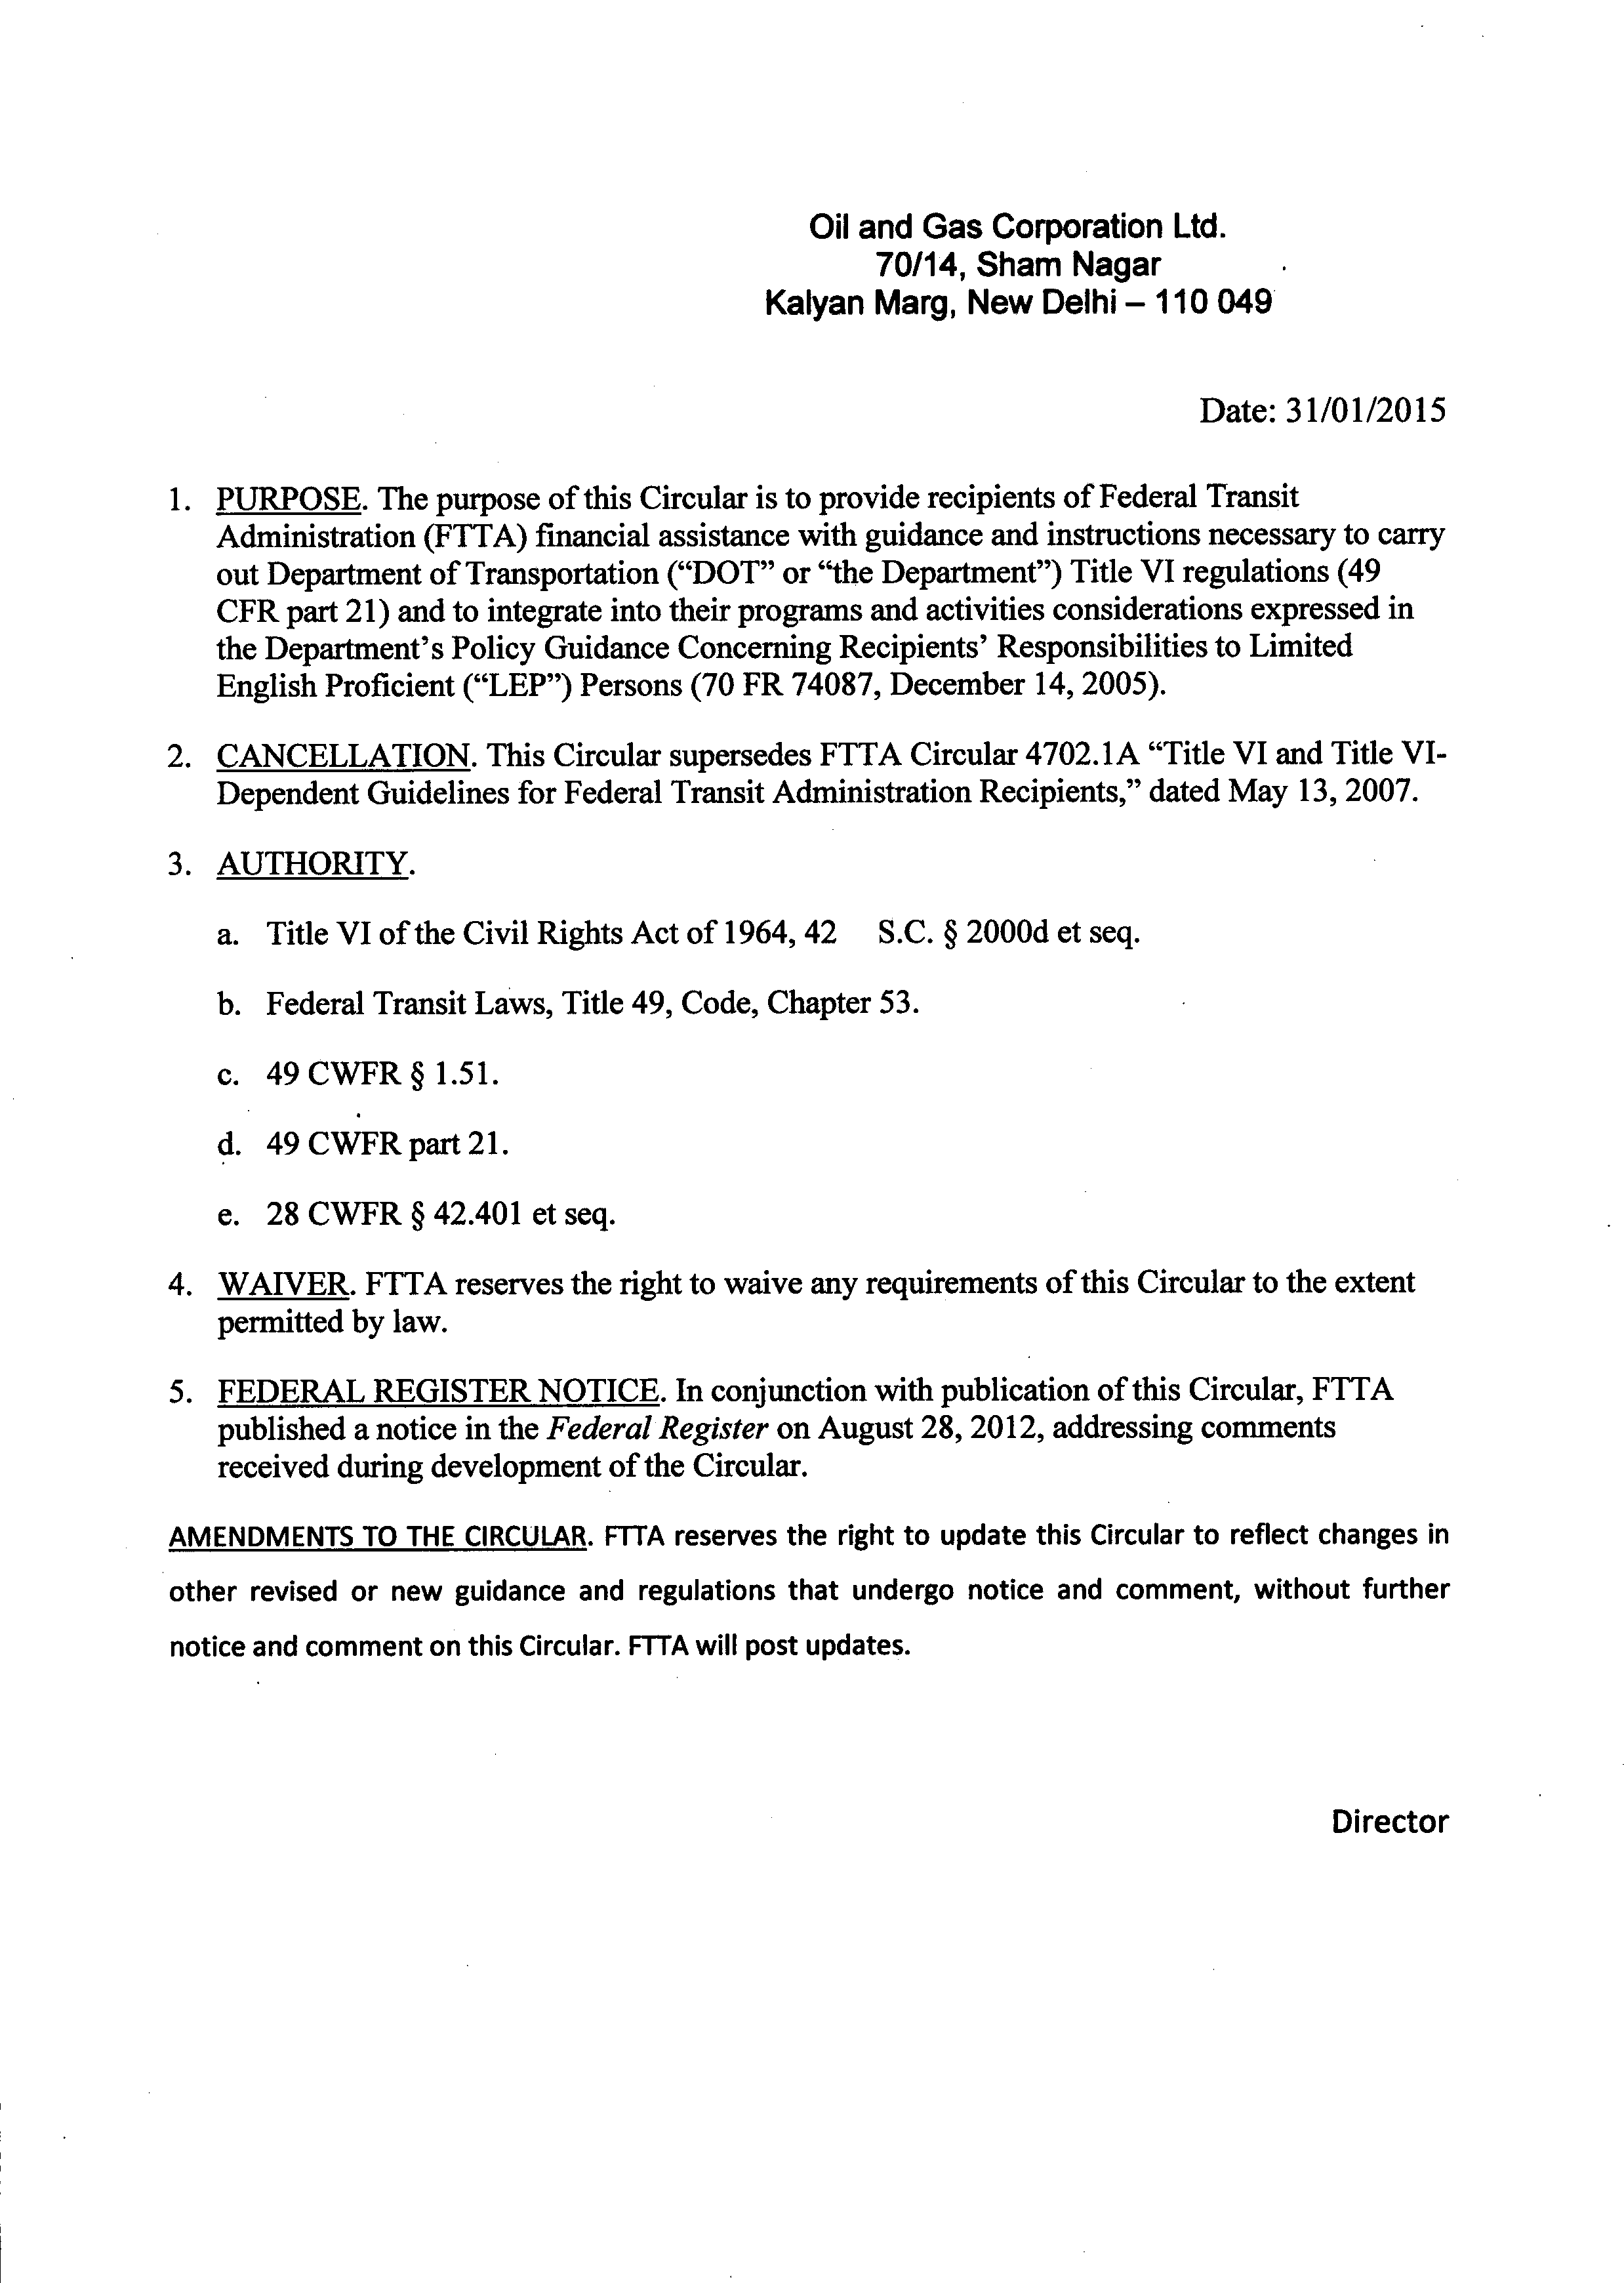 Oil and Gas Corporation Ltd.
70/14, Sham Nagar
Kalyan Marg, New Delhi – 110 049
Date: 31/01/2015
1. PURPOSE. The purpose of this Circular is to provide recipients of Federal Transit
Administration (FTTA) financial assistance with guidance and instructions necessary to carry
out Department of Transportation (“DOT” or “the Department”) Title VI regulations (49
CFR part 21) and to integrate into their programs and activities considerations expressed in
the Department’s Policy Guidance Concerning Recipients’ Responsibilities to Limited
English Proficient (“LEP”) Persons (70 FR 74087, December 14, 2005).
2. CANCELLATION. This Circular supersedes FTTA Circular 4702.1A “Title VI and Title VI-
Dependent Guidelines for Federal Transit Administration Recipients,” dated May 13, 2007.
3. AUTHORITY.
a. Title VI of the Civil Rights Act of 1964, 42 S.C. § 2000d et seq.
b. Federal Transit Laws, Title 49, Code, Chapter 53.
c. 49 CWFR § 1.51.
d. 49 CWFR part 21.
e. 28 CWFR § 42.401 et seq.
4. WAIVER. FTTA reserves the right to waive any requirements of this Circular to the extent
permitted by law.
5. FEDERAL REGISTER NOTICE. In conjunction with publication of this Circular, FTTA
published a notice in the Federal Register on August 28, 2012, addressing comments
received during development of the Circular.
AMENDMENTS TO THE CIRCULAR. FTTA reserves the right to update this Circular to reflect changes in
other revised or new guidance and regulations that undergo notice and comment, without further
notice and comment on this Circular. FTTA will post updates.
Director